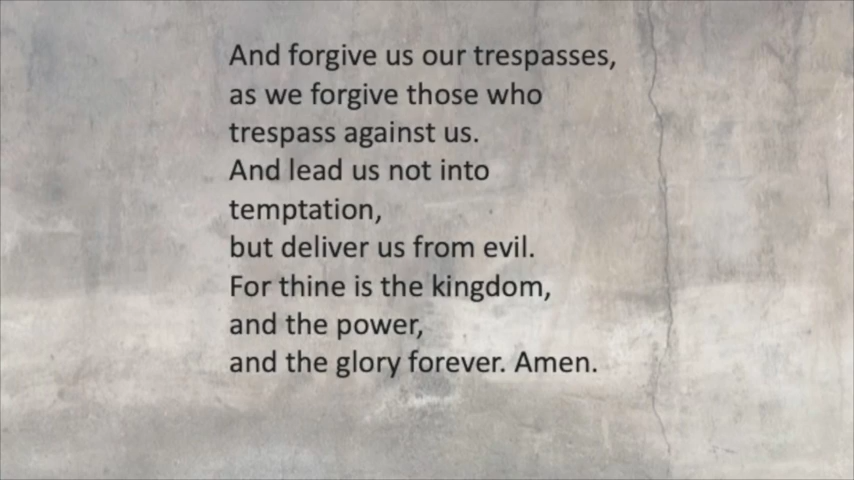 And forgive us our trespasses,
as we forgive those who
trespass against us.
And lead us not into
temptation,
but deliver us from evil.
For thine is the kingdom,
and the power,
and the glory forever. Amen.